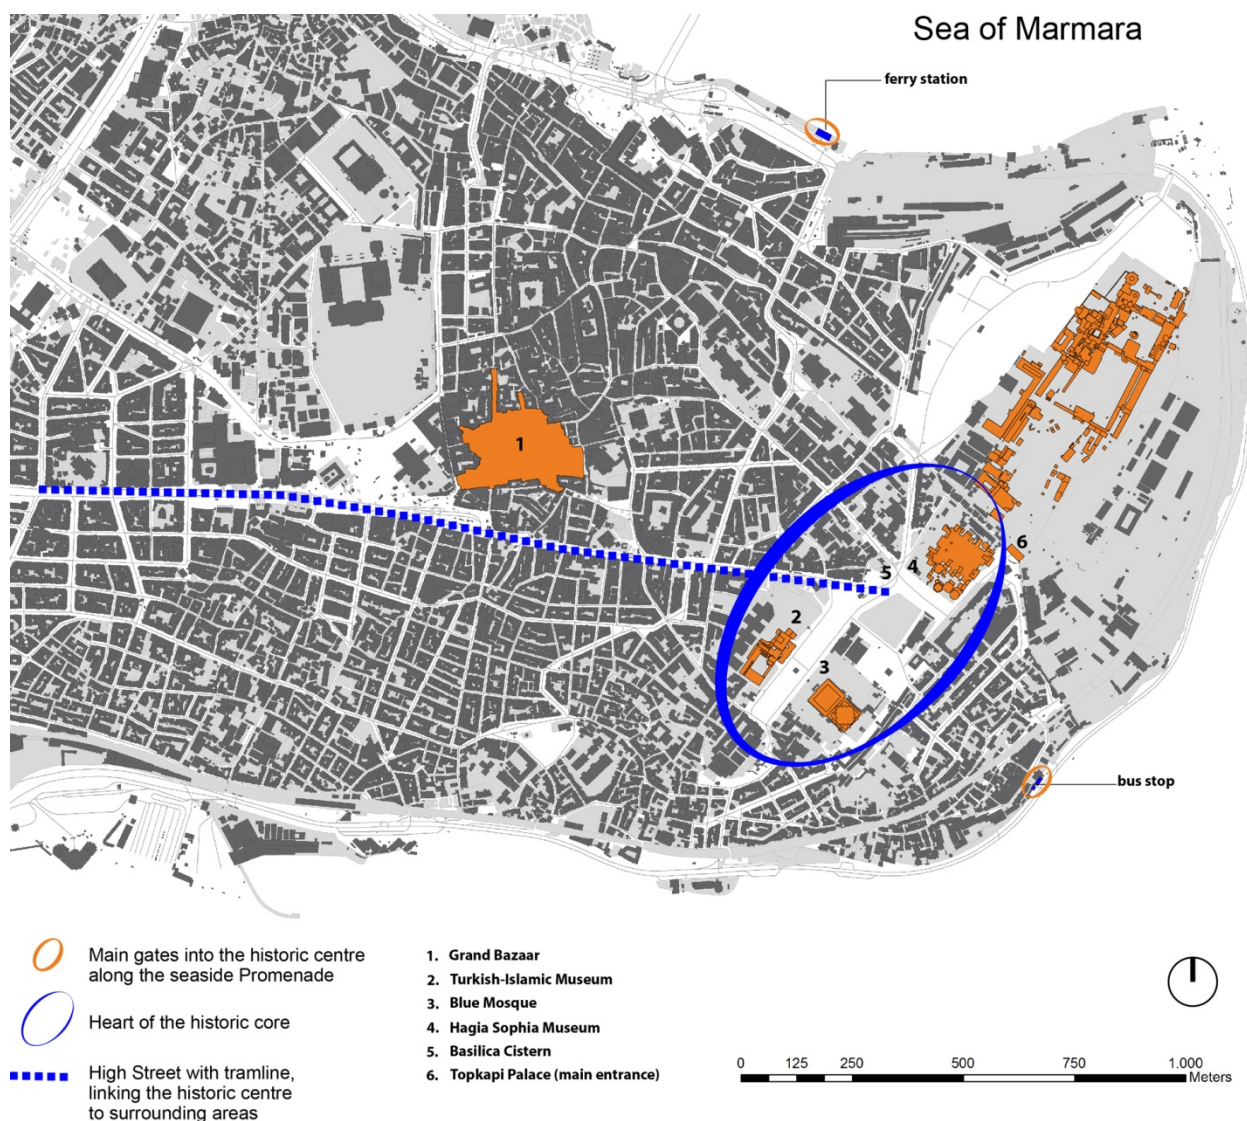 Sea of Marmara
ferry station
1
6
5
4
2
3
bus stop
Main gates into the historic centre
along the seaside Promenade
Heart of the historic core
High Street with tramline,
linking the historic centre
to surrounding areas
1. Grand Bazaar
2. Turkish-Islamic Museum
3. Blue Mosque
4. Hagia Sophia Museum
5. Basilica Cistern
6. Topkapi Palace (main entrance)
0 125 250 500 750 1.000
Meters